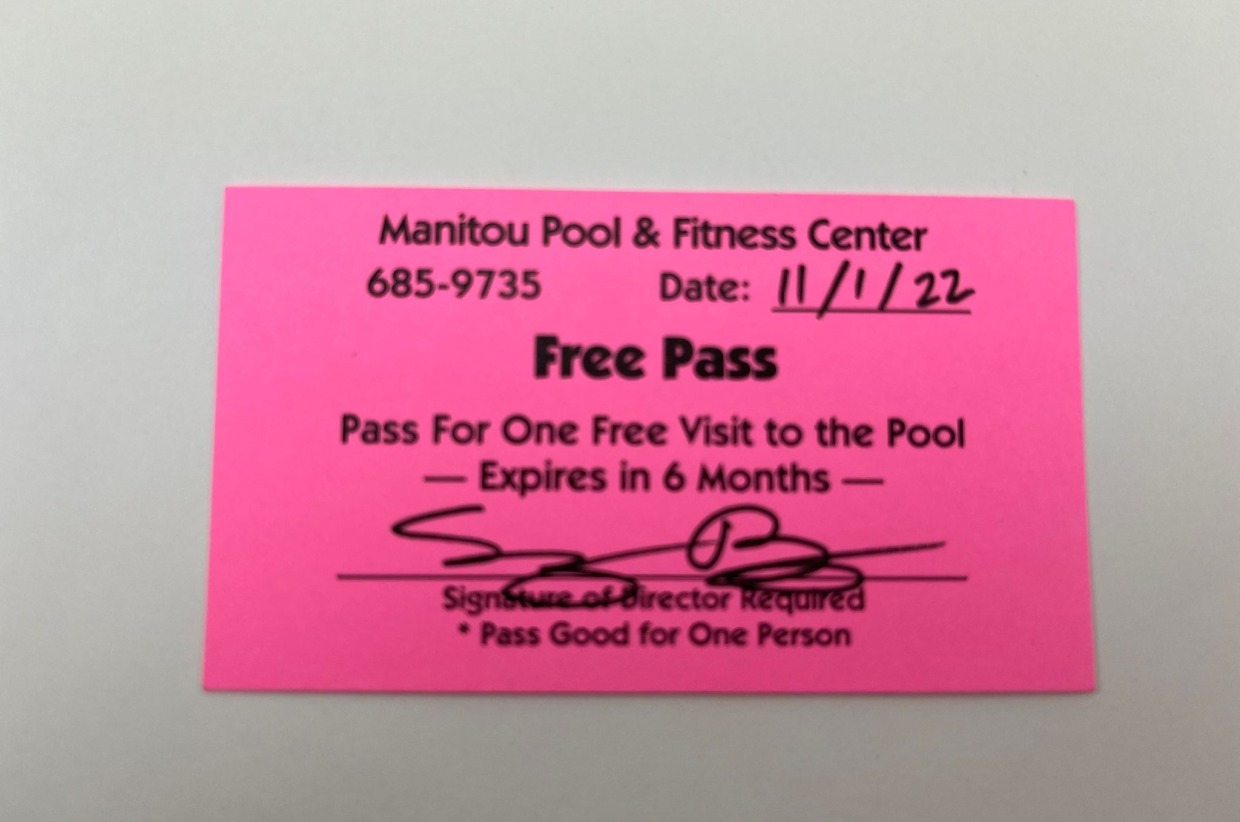 Manitou Pool & Fitness Center
685-9735 Date: 11/1/22
Free Pass
Pass For One Free Visit to the Pool
— Expires in 6 Months —
Signature of Director Required
* Pass Good for One Person